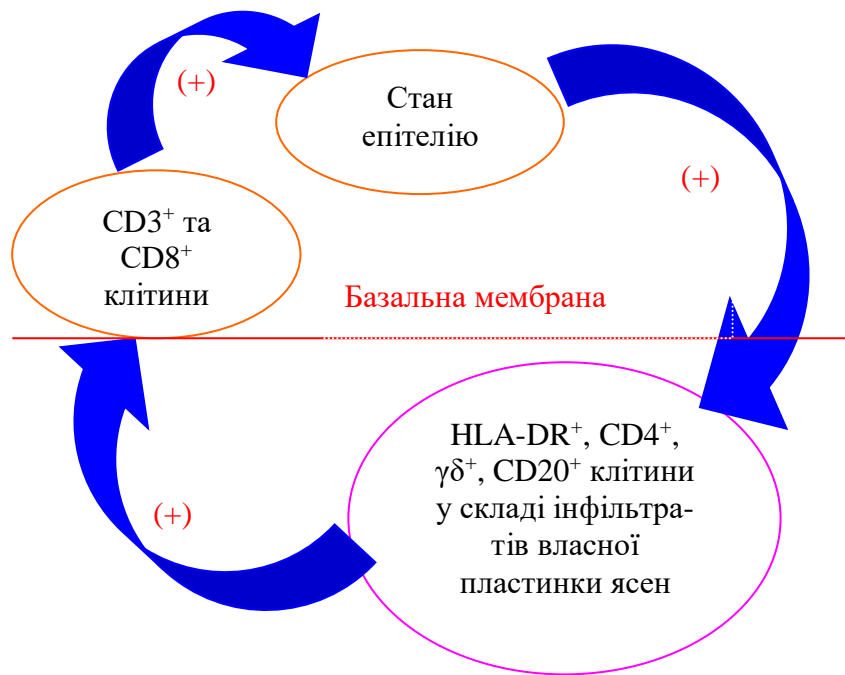 (+)
Стан
епітелію
(+)
CD3⁺ та
CD8⁺
клітини
Базальна мембрана
HLA-DR⁺, CD4⁺,
γδ⁺, CD20⁺ клітини
у складі інфільтра-
тів власної
пластинки ясен
(+)